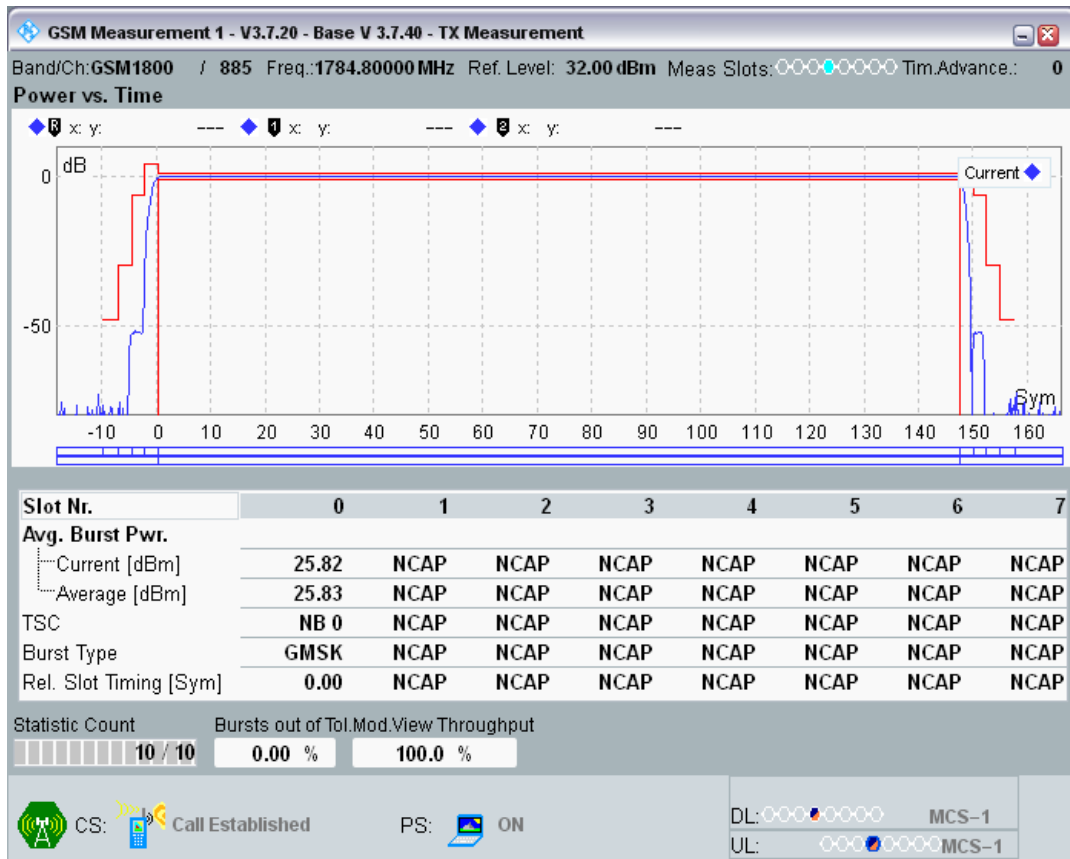 GSM Measurement 1 - V3.7.20 - Base V 3.7.40 - TX Measurement
Band/Ch:GSM1800 / 885 Freq.:1784.80000 MHz Ref. Level: 32.00 dBm Meas Slots: Tim.Advance.: 0
Power vs. Time
R x: y: --- 1 x: y: --- 2 x: y: ---
dB
Current
0
-50
Sym
-10 0 10 20 30 40 50 60 70 80 90 100 110 120 130 140 150 160
Slot Nr. 0 1 2 3 4 5 6 7
Avg. Burst Pwr.
Current [dBm] 25.82 NCAP NCAP NCAP NCAP NCAP NCAP NCAP
Average [dBm] 25.83 NCAP NCAP NCAP NCAP NCAP NCAP NCAP
TSC NB 0 NCAP NCAP NCAP NCAP NCAP NCAP NCAP
Burst Type GMSK NCAP NCAP NCAP NCAP NCAP NCAP NCAP
Rel. Slot Timing [Sym] 0.00 NCAP NCAP NCAP NCAP NCAP NCAP NCAP
Statistic Count Bursts out of Tol.Mod.View Throughput
10 / 10 0.00 % 100.0 %
CS: Call Established PS: ON
DL: MCS-1
UL: MCS-1